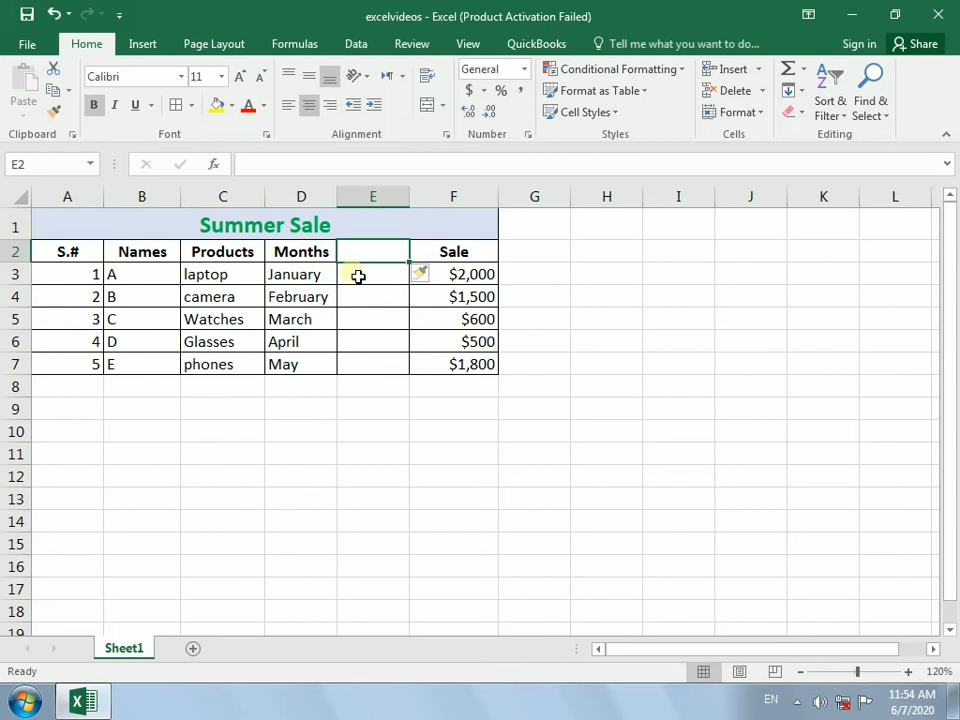 excelvideos - Excel (Product Activation Failed)
File Home Insert Page Layout Formulas Data Review View QuickBooks Tell me what you want to do... Sign in Share
Calibri 11 General Conditional Formatting Insert
Paste $ % , Format as Table Delete Sort & Find &
B I U A Cell Styles Format Filter Select
Clipboard Font Alignment Number Styles Cells Editing
E2 fx
A B C D E F G H I J K L
1 Summer Sale
2 S.# Names Products Months Sale
3 1 A laptop January $2,000
4 2 B camera February $1,500
5 3 C Watches March $600
6 4 D Glasses April $500
7 5 E phones May $1,800
8
9
10
11
12
13
14
15
16
17
18
19
Sheet1
Ready 120%
EN 11:54 AM
6/7/2020